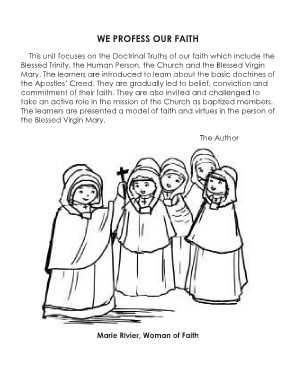 WE PROFESS OUR FAITH
This unit focuses on the Doctrinal Truths of our faith which include the
Blessed Trinity, the Human Person, the Church and the Blessed Virgin
Mary. The learners are introduced to learn about the basic doctrines of
the Apostles' Creed. They are gradually led to belief, conviction and
commitment of their faith. They are also invited and challenged to
take an active role in the mission of the Church as baptized members.
The learners are presented a model of faith and virtues in the person of
the Blessed Virgin Mary.
The Author
Marie Rivier, Woman of Faith